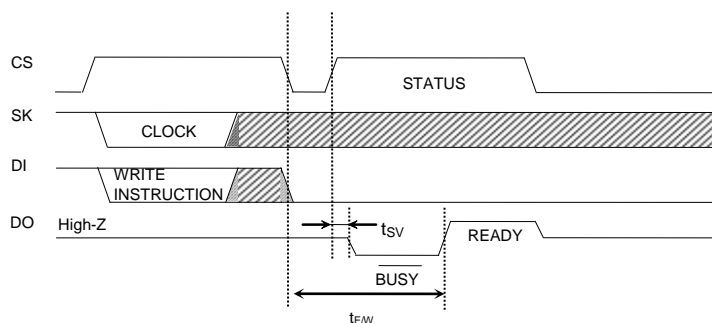 CS
STATUS
SK
CLOCK
DI
WRITE
INSTRUCTION
DO
High-Z
tSV
READY
BUSY
tE/W